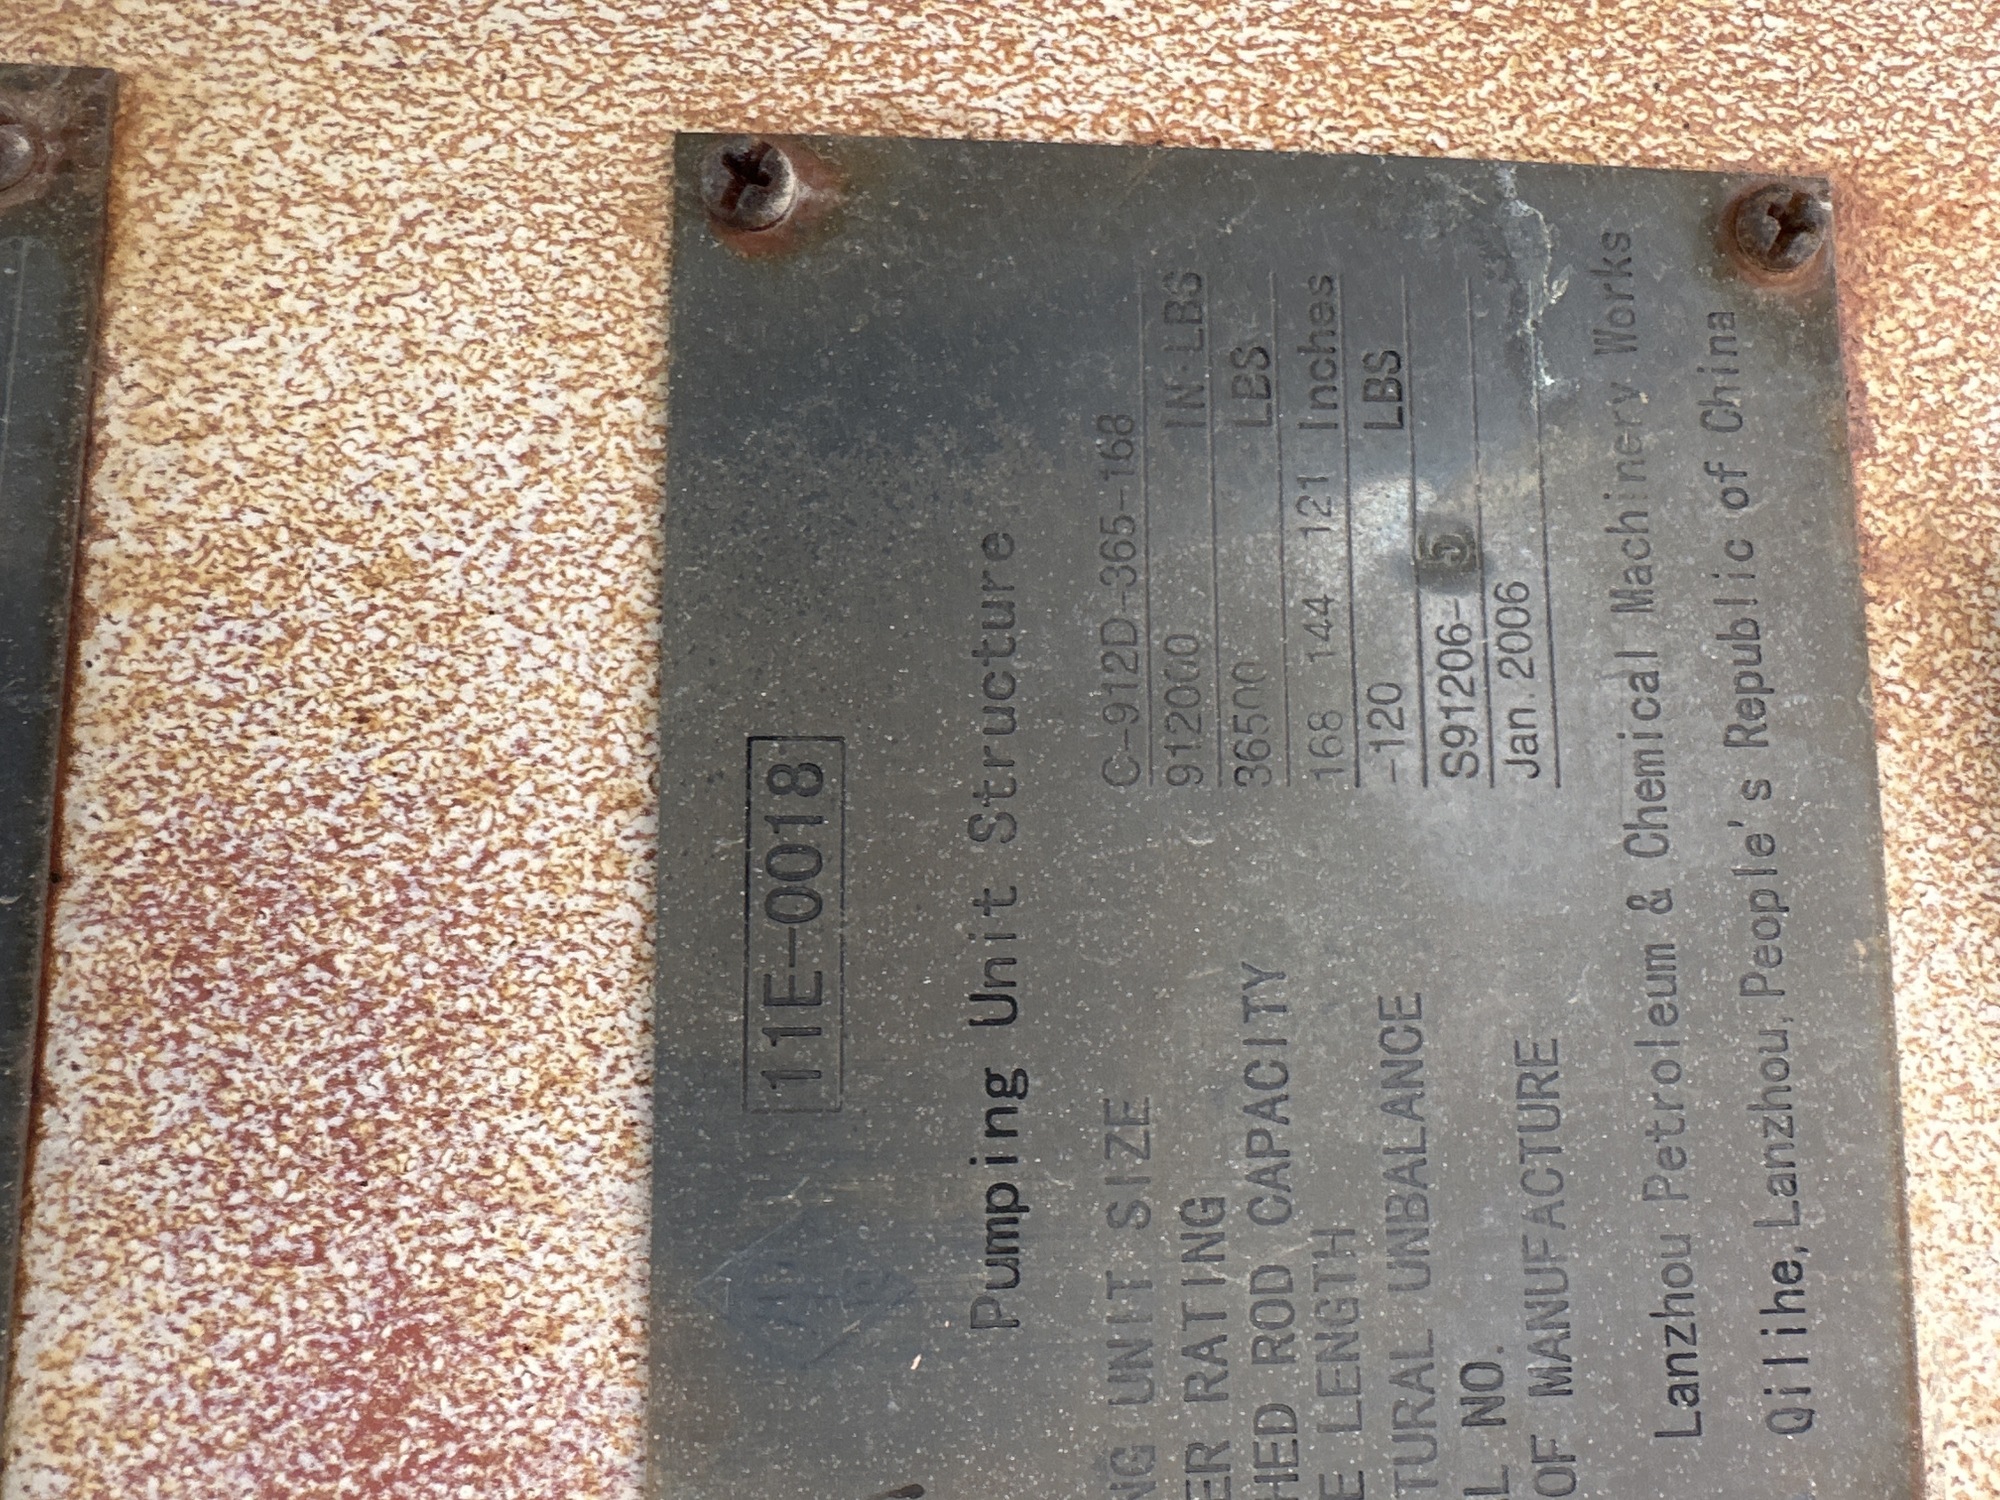 11E-0018
Pumping Unit Structure
NG UNIT SIZE C-912D-365-168
ER RATING 912000 IN·LBS
HED ROD CAPACITY 36500 LBS
E LENGTH 168 144 121 Inches
TURAL UNBALANCE -120 LBS
L NO. S91206- 5
OF MANUFACTURE Jan. 2006
Lanzhou Petroleum & Chemical Machinery Works
Qilihe, Lanzhou, People's Republic of China